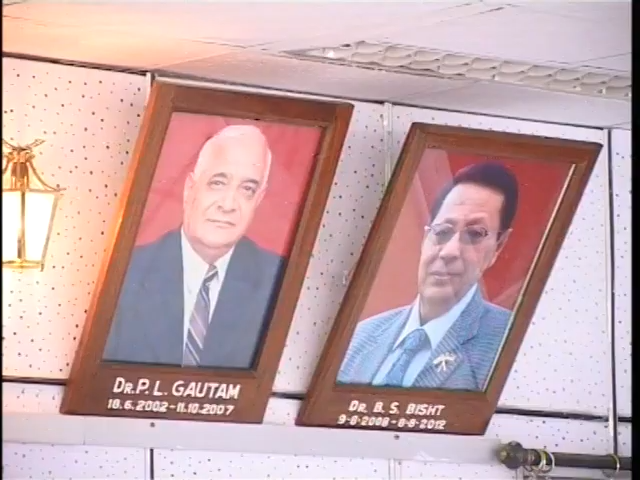 DR. P. L. GAUTAM
18.6.2002-11.10.2007
DR. B. S. BISHT
9-8-2008-8-8-2012